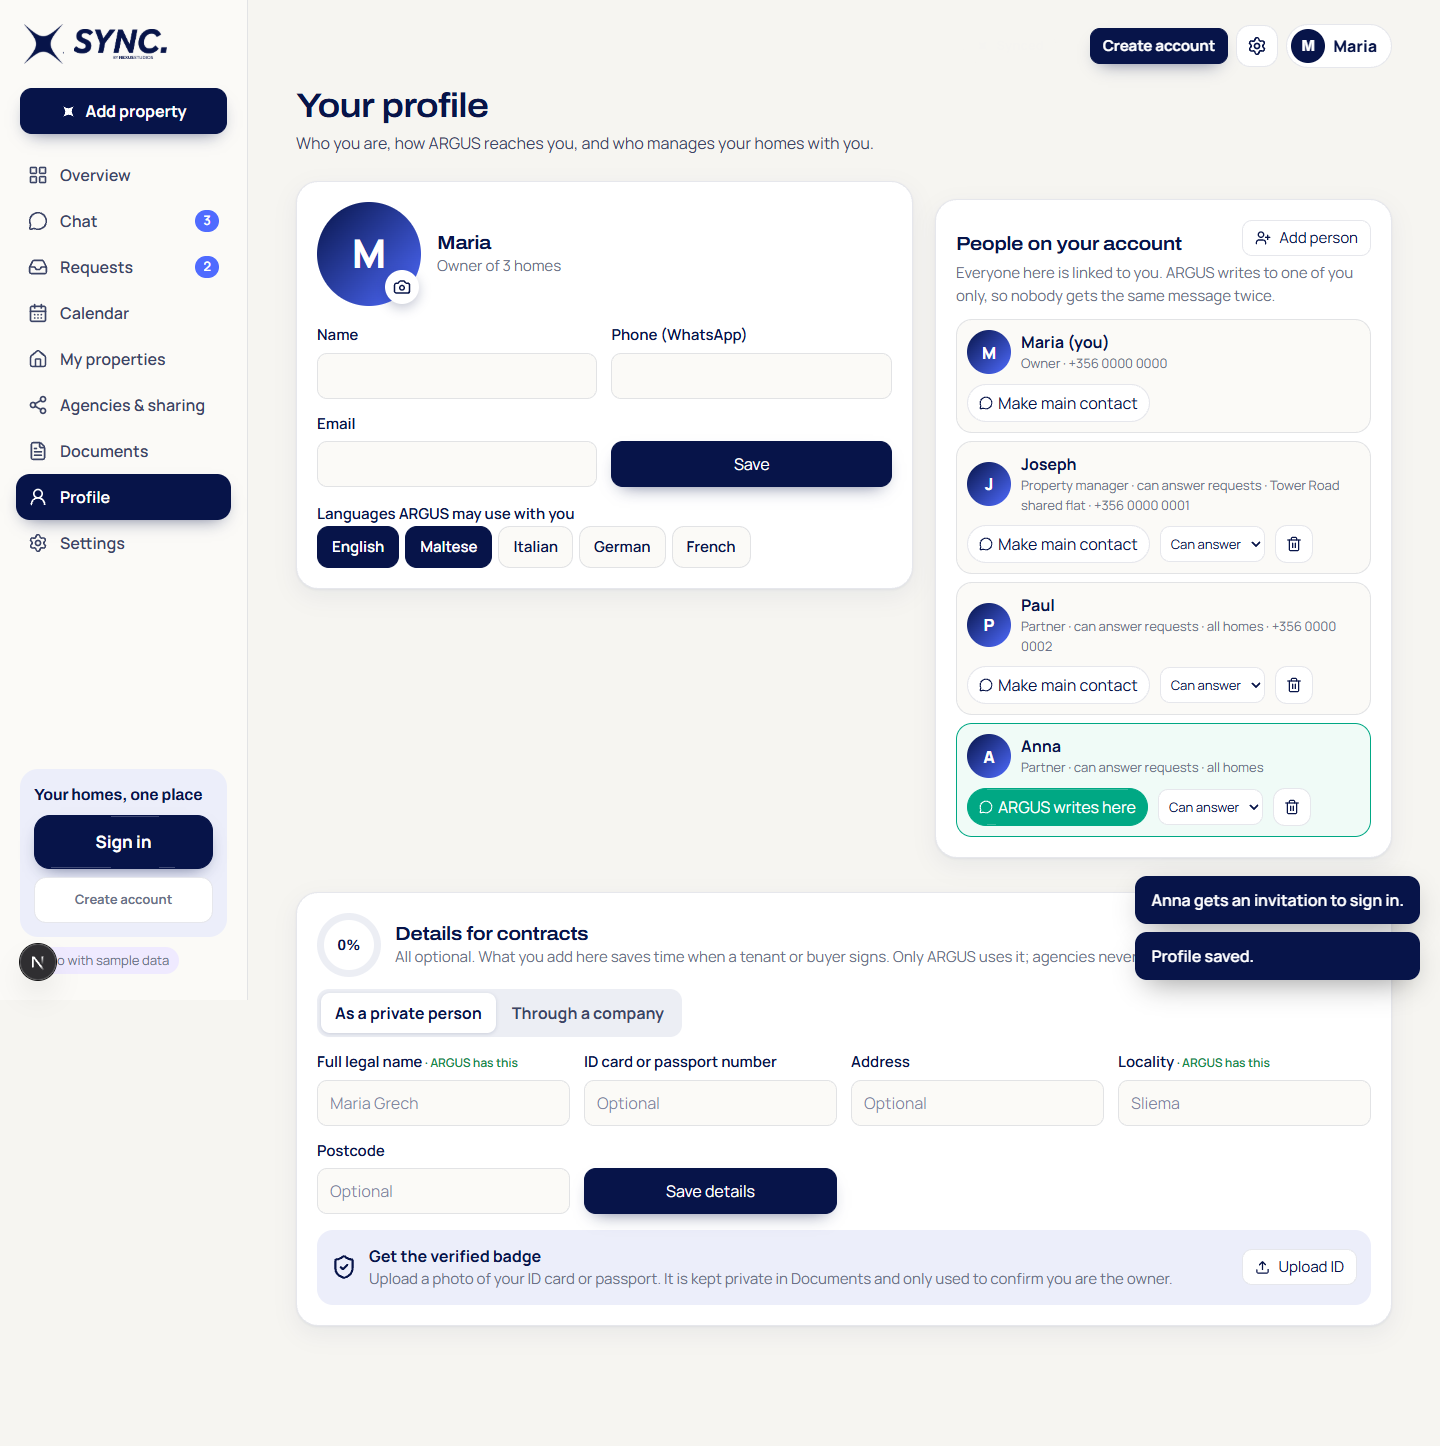 SYNC.
BY NEXUS STUDIOS
Add property
Overview
Chat 3
Requests 2
Calendar
My properties
Agencies & sharing
Documents
Profile
Settings
Your homes, one place
Sign in
Create account
N
o with sample data
Create account
M Maria
Your profile
Who you are, how ARGUS reaches you, and who manages your homes with you.
M
Maria
Owner of 3 homes
Name
Phone (WhatsApp)
Email
Save
Languages ARGUS may use with you
English Maltese Italian German French
People on your account
Add person
Everyone here is linked to you. ARGUS writes to one of you
only, so nobody gets the same message twice.
M
Maria (you)
Owner · +356 0000 0000
Make main contact
J
Joseph
Property manager · can answer requests · Tower Road
shared flat · +356 0000 0001
Make main contact Can answer
P
Paul
Partner · can answer requests · all homes · +356 0000
0002
Make main contact Can answer
A
Anna
Partner · can answer requests · all homes
ARGUS writes here Can answer
Anna gets an invitation to sign in.
Profile saved.
0%
Details for contracts
All optional. What you add here saves time when a tenant or buyer signs. Only ARGUS uses it; agencies never
As a private person Through a company
Full legal name · ARGUS has this
Maria Grech
ID card or passport number
Optional
Address
Optional
Locality · ARGUS has this
Sliema
Postcode
Optional
Save details
Get the verified badge
Upload a photo of your ID card or passport. It is kept private in Documents and only used to confirm you are the owner.
Upload ID